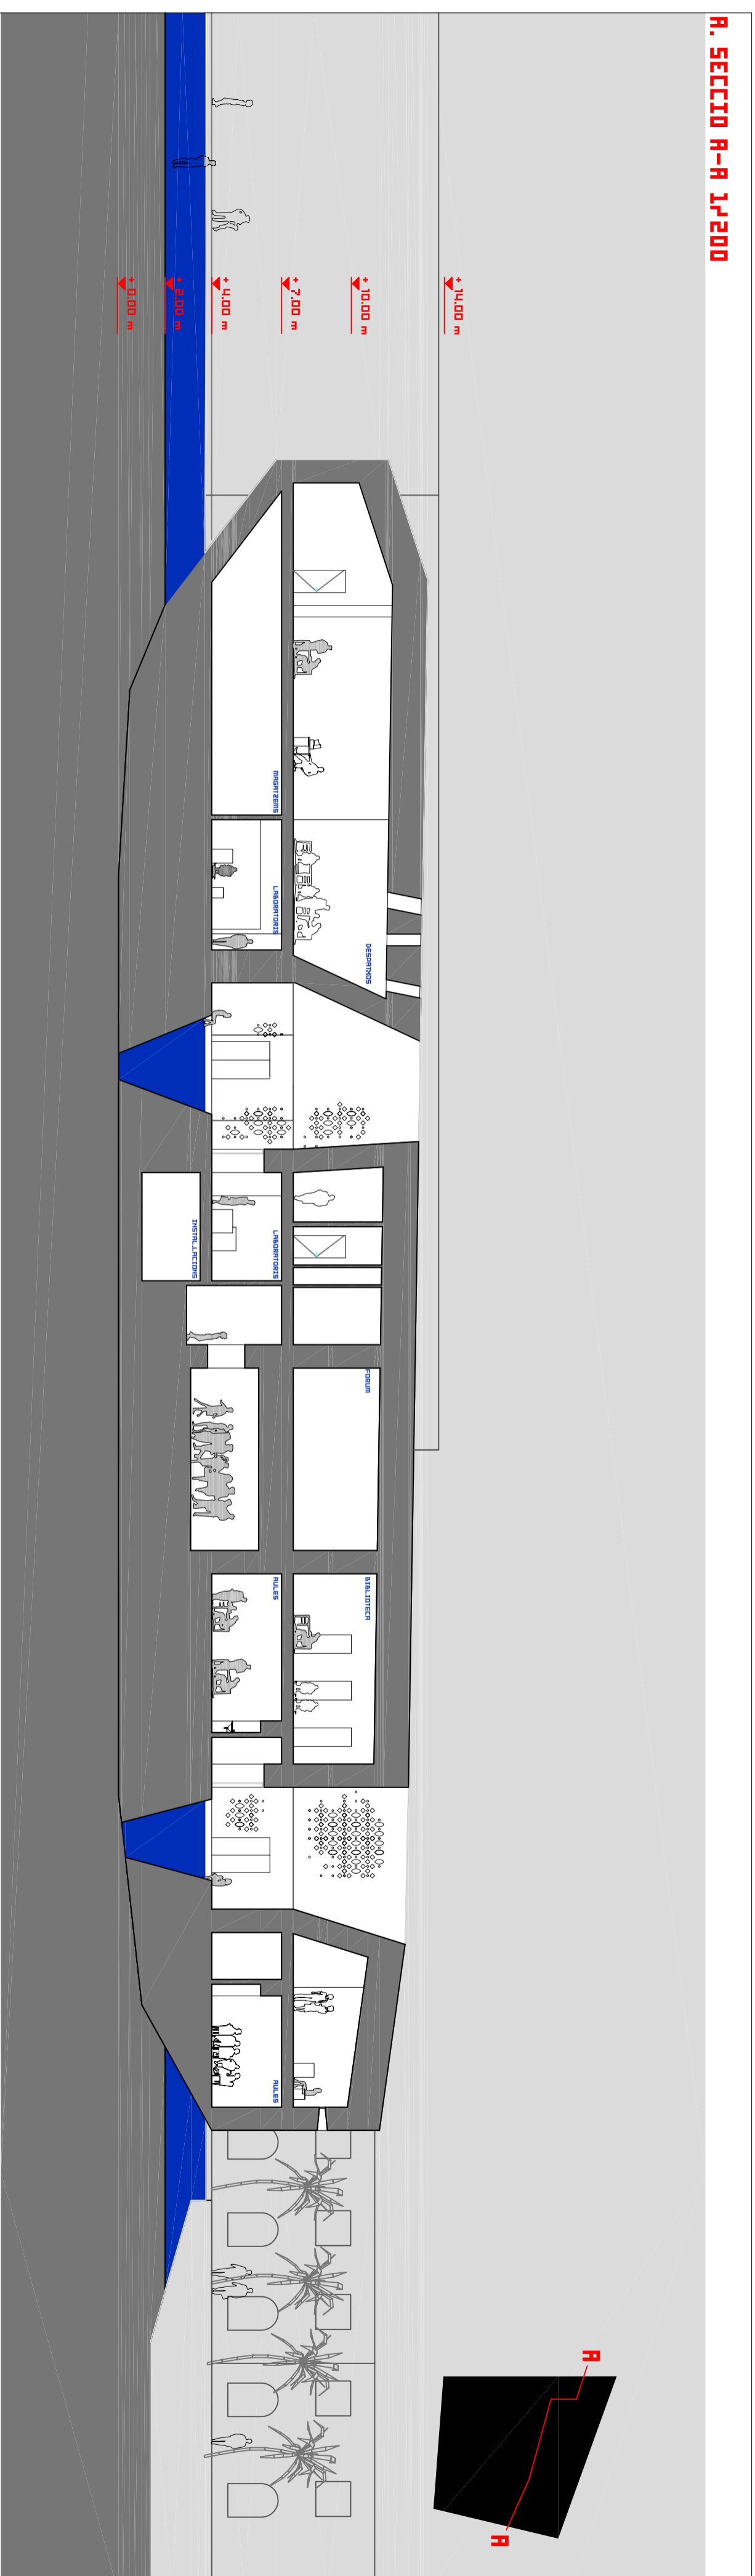 A. SECCIO A-A 1/200
+ 14.00 m
+ 10.00 m
+ 7.00 m
+ 4.00 m
+ 2.00 m
+ 0.00 m
DESPATXOS
MAGATZEMS
LABORATORIS
LABORATORIS
INSTAL.LACIONS
FORUM
BIBLIOTECA
AULES
AULES
A
A